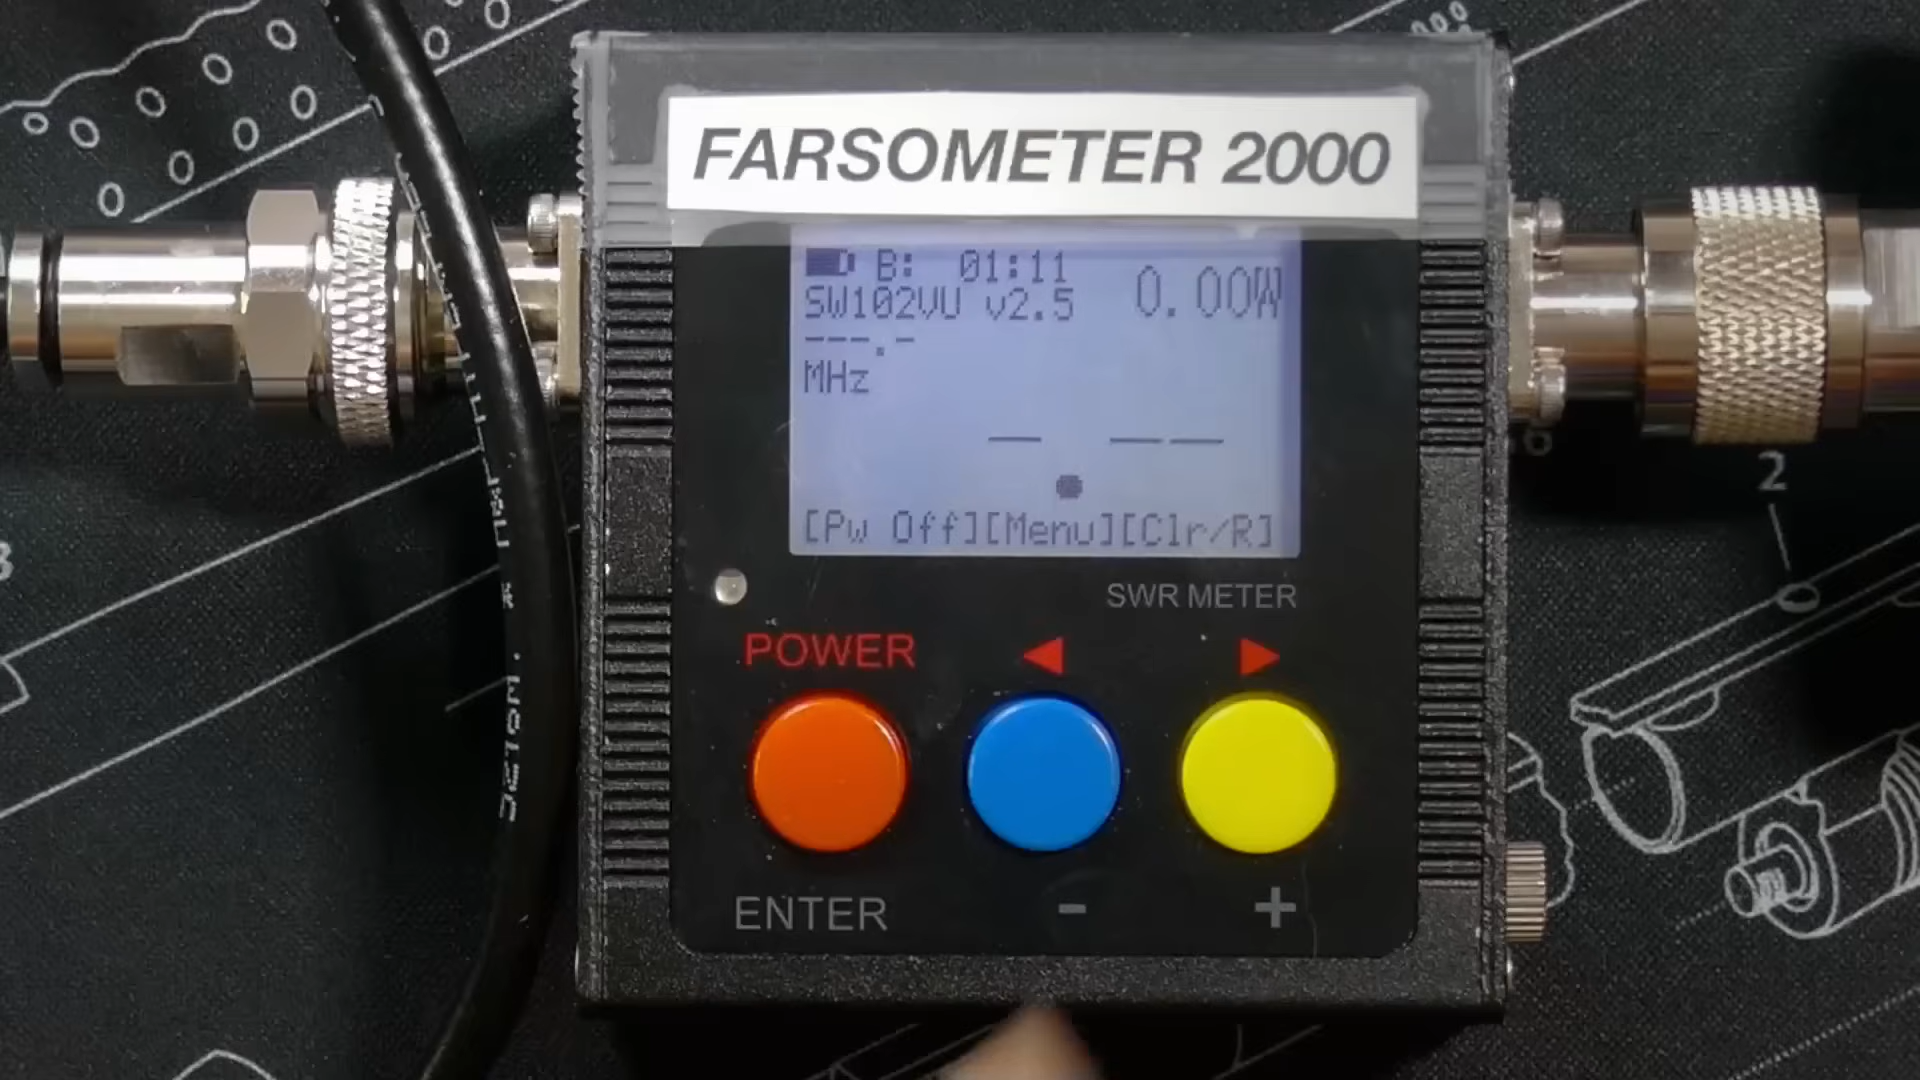 FARSOMETER 2000
B: 01:11
0.00W
SW102VU v2.5
---.-
MHz
- --
[Pw Off][Menu][Clr/R]
SWR METER
POWER
ENTER
-
+
2